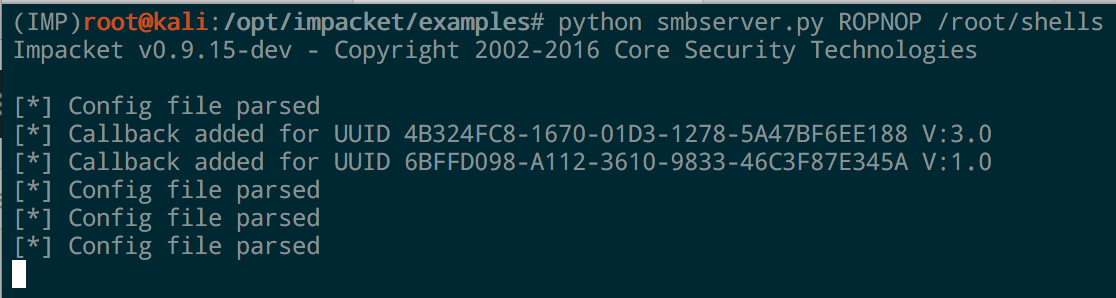 (IMP)root@kali:/opt/impacket/examples# python smbserver.py ROPNOP /root/shells
Impacket v0.9.15-dev - Copyright 2002-2016 Core Security Technologies
[*] Config file parsed
[*] Callback added for UUID 4B324FC8-1670-01D3-1278-5A47BF6EE188 V:3.0
[*] Callback added for UUID 6BFFD098-A112-3610-9833-46C3F87E345A V:1.0
[*] Config file parsed
[*] Config file parsed
[*] Config file parsed